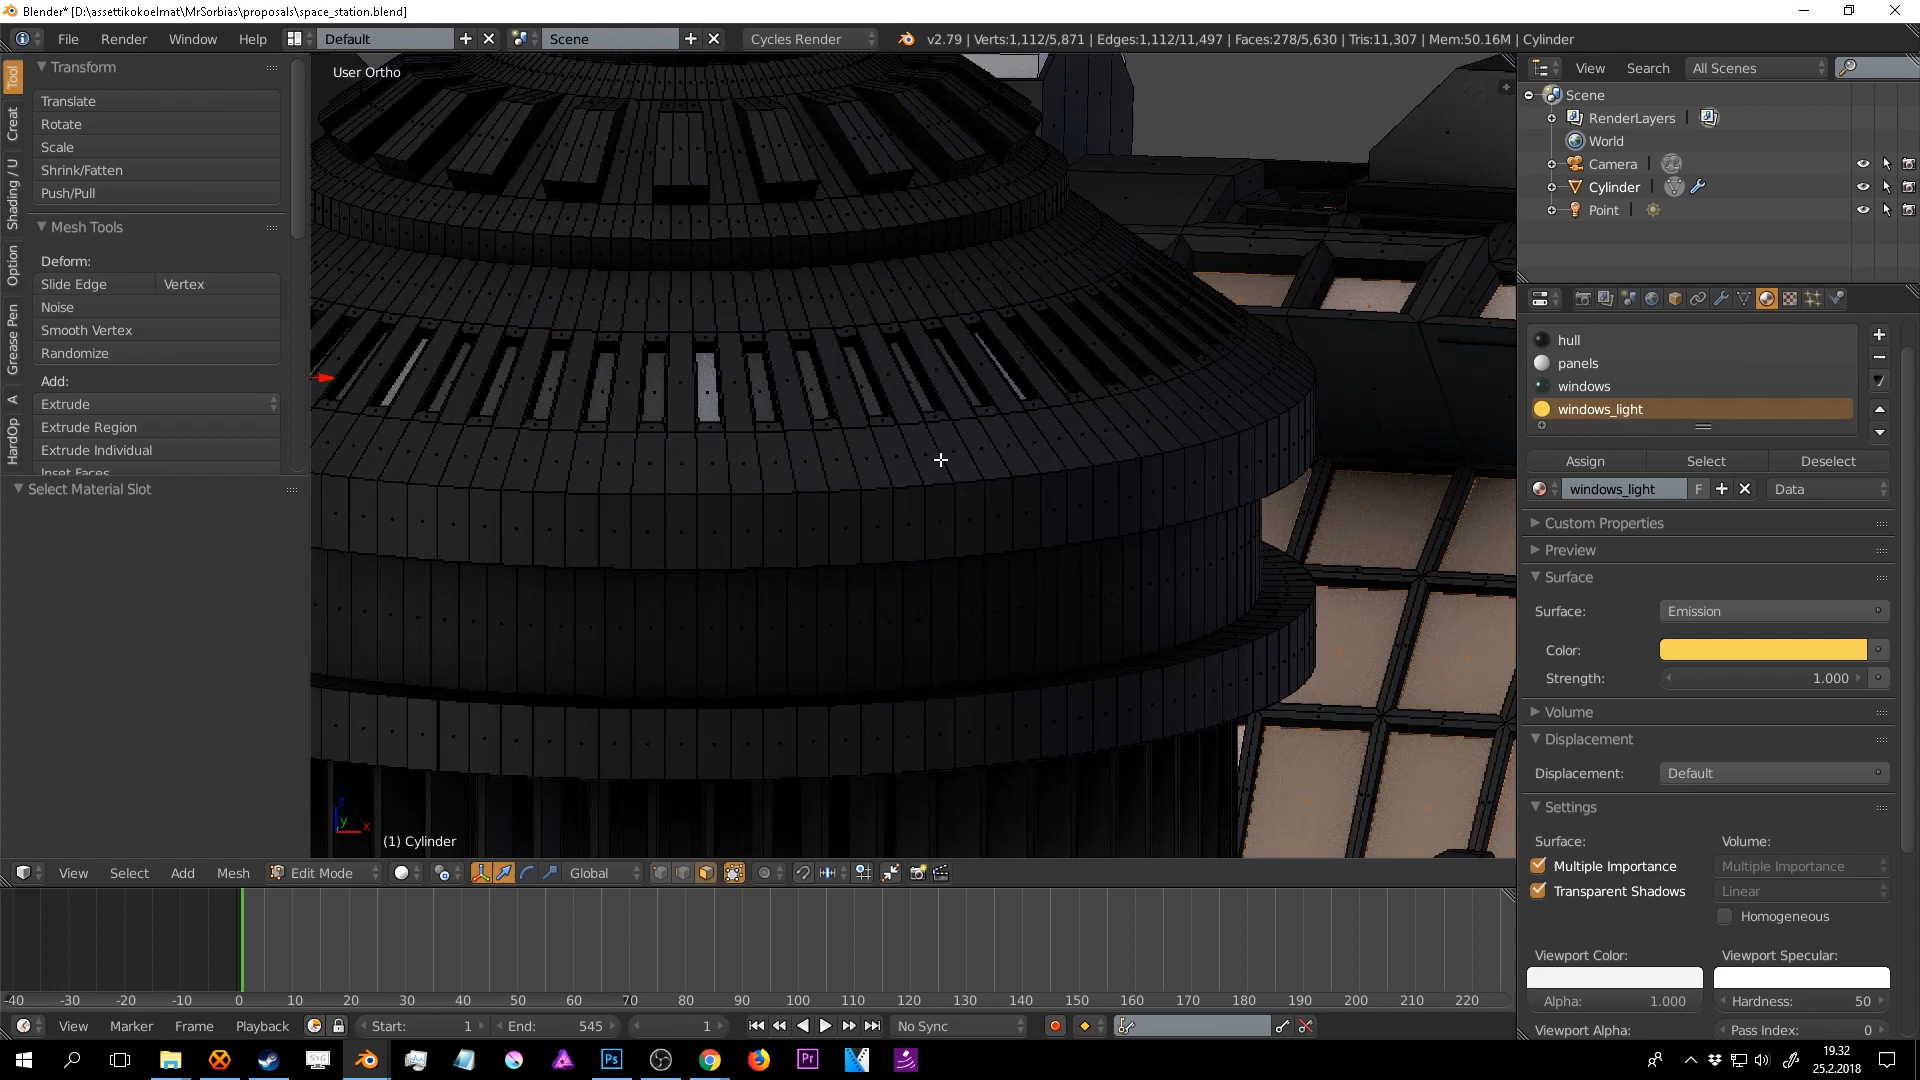 Blender* [D:\assettikokoelmat\MrSorbias\proposals\space_station.blend]
File Render Window Help Default Scene Cycles Render v2.79 | Verts:1,112/5,871 | Edges:1,112/11,497 | Faces:278/5,630 | Tris:11,307 | Mem:50.16M | Cylinder
Tool
Creat
Shading / U
Option
Grease Pen
A
HardOp
Transform
Translate
Rotate
Scale
Shrink/Fatten
Push/Pull
Mesh Tools
Deform:
Slide Edge Vertex
Noise
Smooth Vertex
Randomize
Add:
Extrude
Extrude Region
Extrude Individual
Inset Faces
Select Material Slot
User Ortho
z
y x
(1) Cylinder
View Select Add Mesh Edit Mode Global
-40 -30 -20 -10 0 10 20 30 40 50 60 70 80 90 100 110 120 130 140 150 160 170 180 190 200 210 220
View Marker Frame Playback Start: 1 End: 545 1 No Sync
View Search All Scenes
Scene
RenderLayers |
World
Camera |
Cylinder |
Point |
hull
panels
windows
windows_light
Assign Select Deselect
windows_light F Data
Custom Properties
Preview
Surface
Surface: Emission
Color:
Strength: 1.000
Volume
Displacement
Displacement: Default
Settings
Surface: Volume:
Multiple Importance Multiple Importance
Transparent Shadows Linear
Homogeneous
Viewport Color: Viewport Specular:
Alpha: 1.000 Hardness: 50
Viewport Alpha: Pass Index: 0
Ps Pr
19.32
25.2.2018